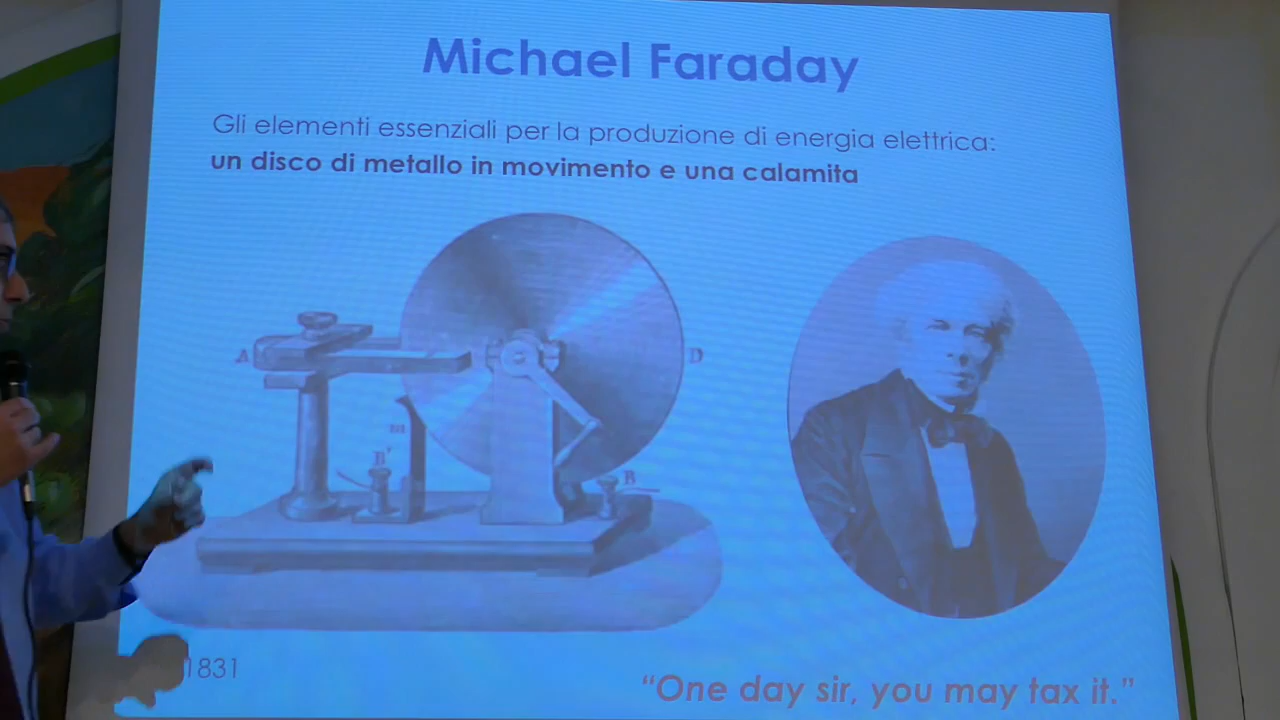 Michael Faraday
Gli elementi essenziali per la produzione di energia elettrica:
un disco di metallo in movimento e una calamita
A
D
m
B'
B
1831
“One day sir, you may tax it.”